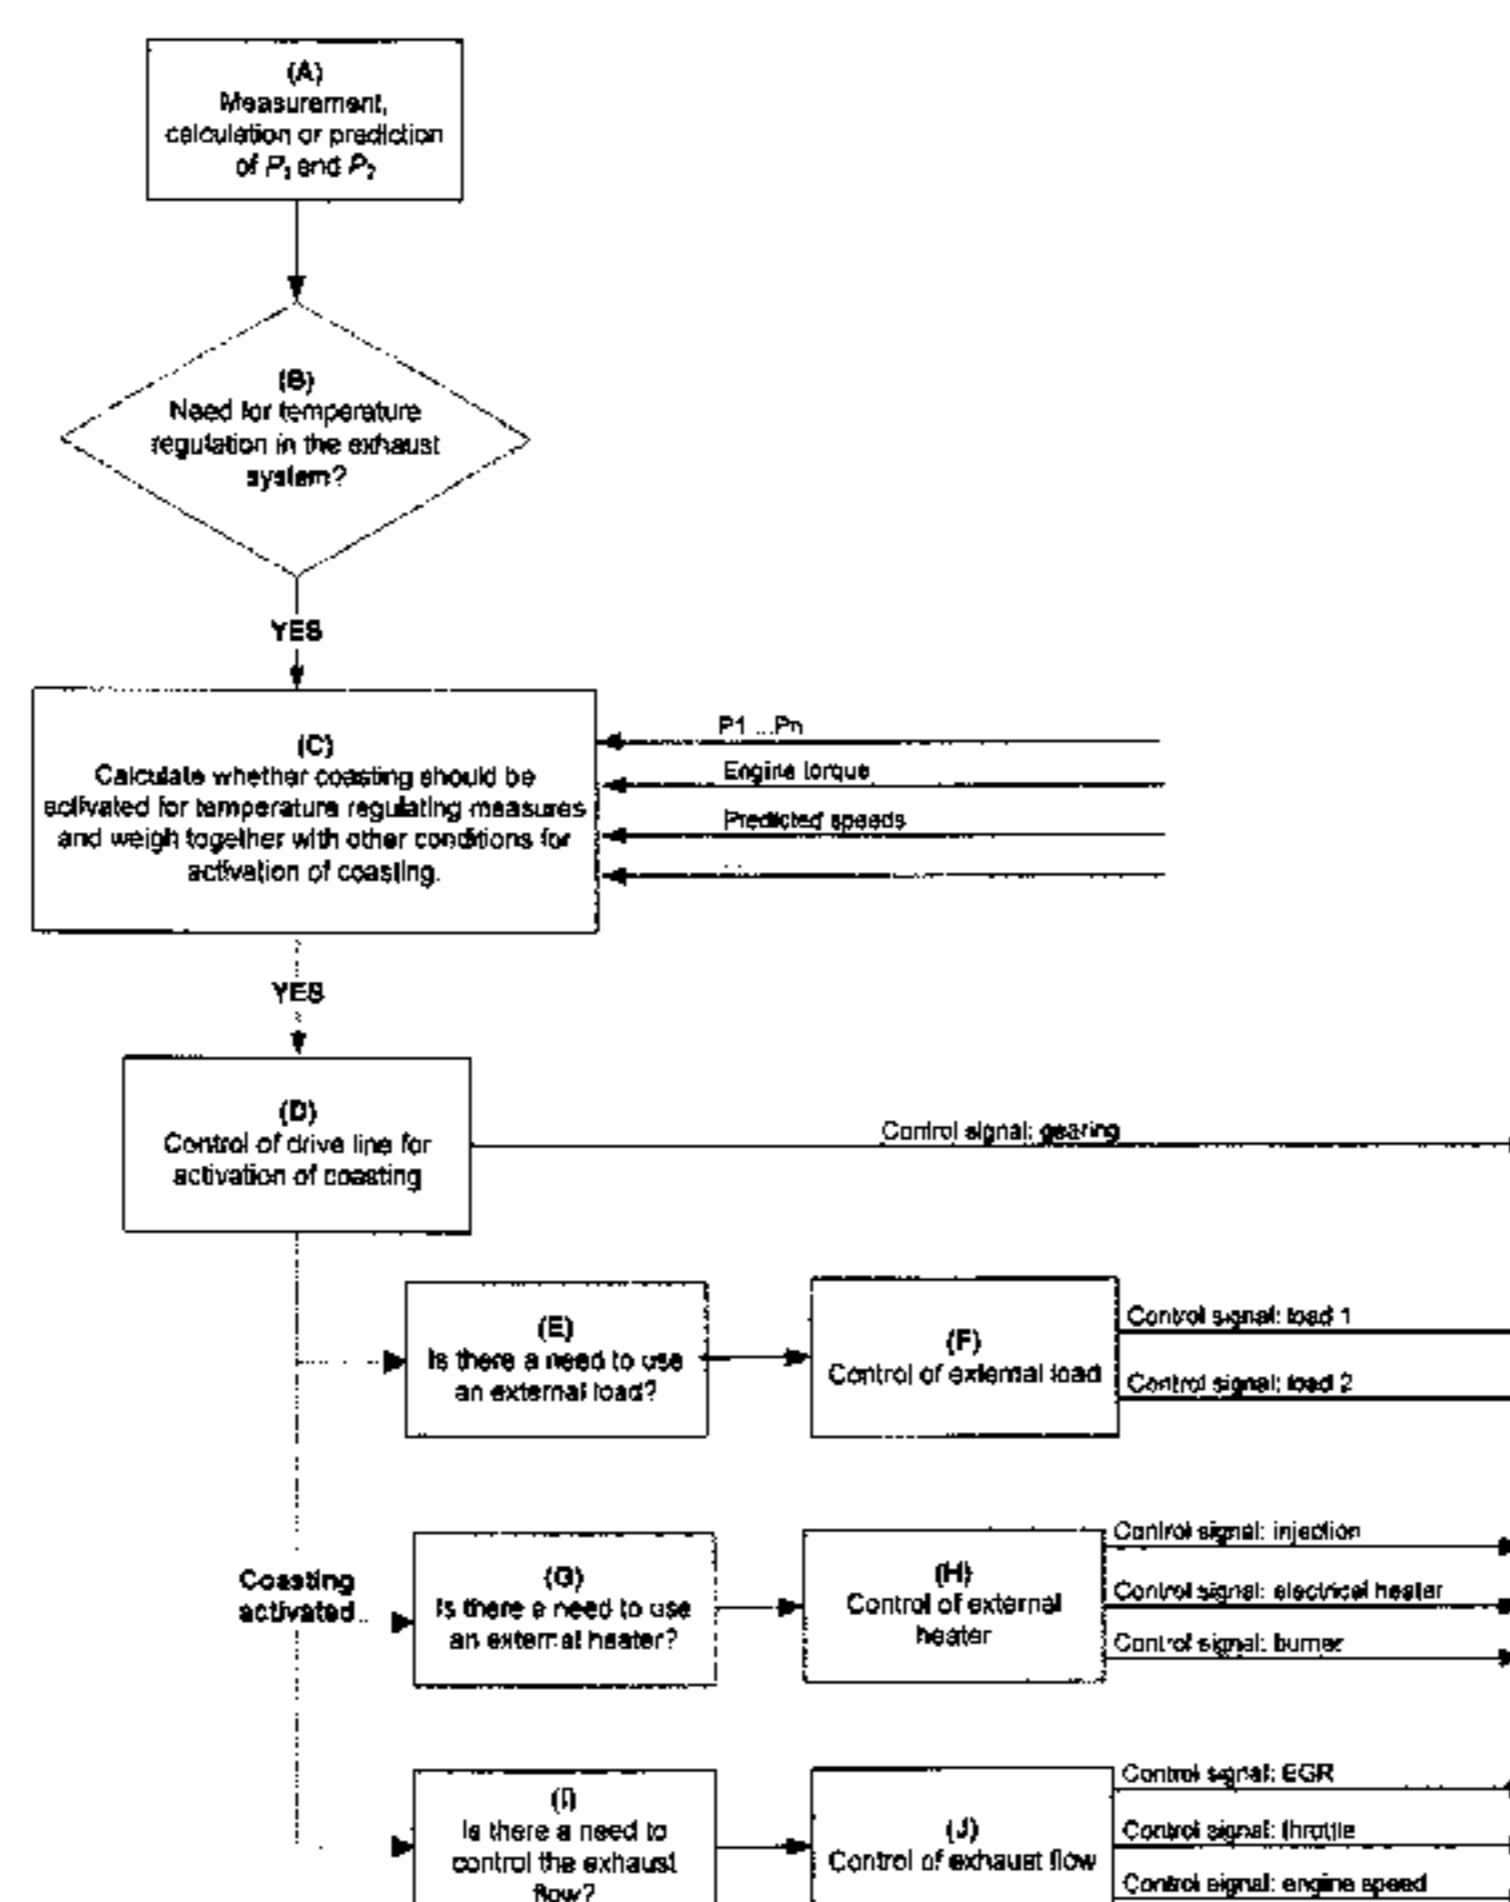 (A)
Measurement,
calculation or prediction
of P₁ and P₂
(B)
Need for temperature
regulation in the exhaust
system?
YES
(C)
Calculate whether coasting should be
activated for temperature regulating measures
and weigh together with other conditions for
activation of coasting.
P1 ...Pn
Engine torque
Predicted speeds
...
YES
(D)
Control of drive line for
activation of coasting
Control signal: gearing
(E)
Is there a need to use
an external load?
(F)
Control of external load
Control signal: load 1
Control signal: load 2
Coasting
activated
(G)
Is there a need to use
an external heater?
(H)
Control of external
heater
Control signal: injection
Control signal: electrical heater
Control signal: burner
(I)
Is there a need to
control the exhaust
flow?
(J)
Control of exhaust flow
Control signal: EGR
Control signal: throttle
Control signal: engine speed